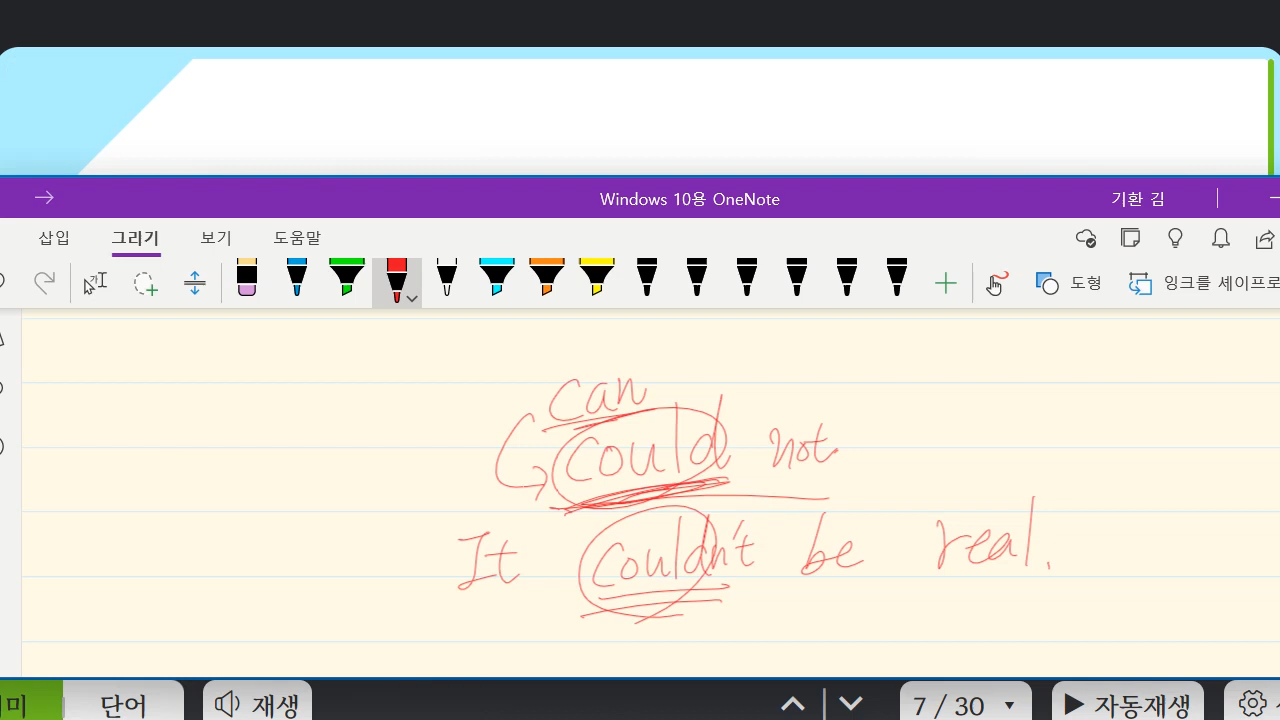 Windows 10용 OneNote
기환 김
삽입 그리기 보기 도움말
가 도형 잉크를 셰이프로
can
could not
It couldn't be real.
미 단어 재생 7 / 30 자동재생